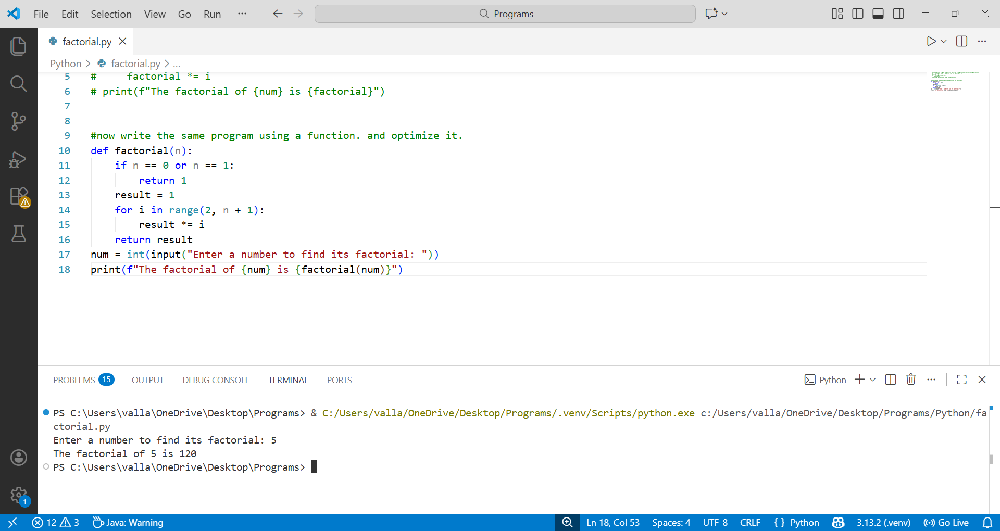 File Edit Selection View Go Run ··· Programs
factorial.py
Python > factorial.py > ...
5 #     factorial *= i
6 # print(f"The factorial of {num} is {factorial}")
7
8
9 #now write the same program using a function. and optimize it.
10 def factorial(n):
11     if n == 0 or n == 1:
12         return 1
13     result = 1
14     for i in range(2, n + 1):
15         result *= i
16     return result
17 num = int(input("Enter a number to find its factorial: "))
18 print(f"The factorial of {num} is {factorial(num)}")
PROBLEMS 15 OUTPUT DEBUG CONSOLE TERMINAL PORTS Python
PS C:\Users\valla\OneDrive\Desktop\Programs> & C:/Users/valla/OneDrive/Desktop/Programs/.venv/Scripts/python.exe c:/Users/valla/OneDrive/Desktop/Programs/Python/fa
ctorial.py
Enter a number to find its factorial: 5
The factorial of 5 is 120
PS C:\Users\valla\OneDrive\Desktop\Programs>
1
12 3 Java: Warning Ln 18, Col 53 Spaces: 4 UTF-8 CRLF { } Python 3.13.2 (.venv) Go Live